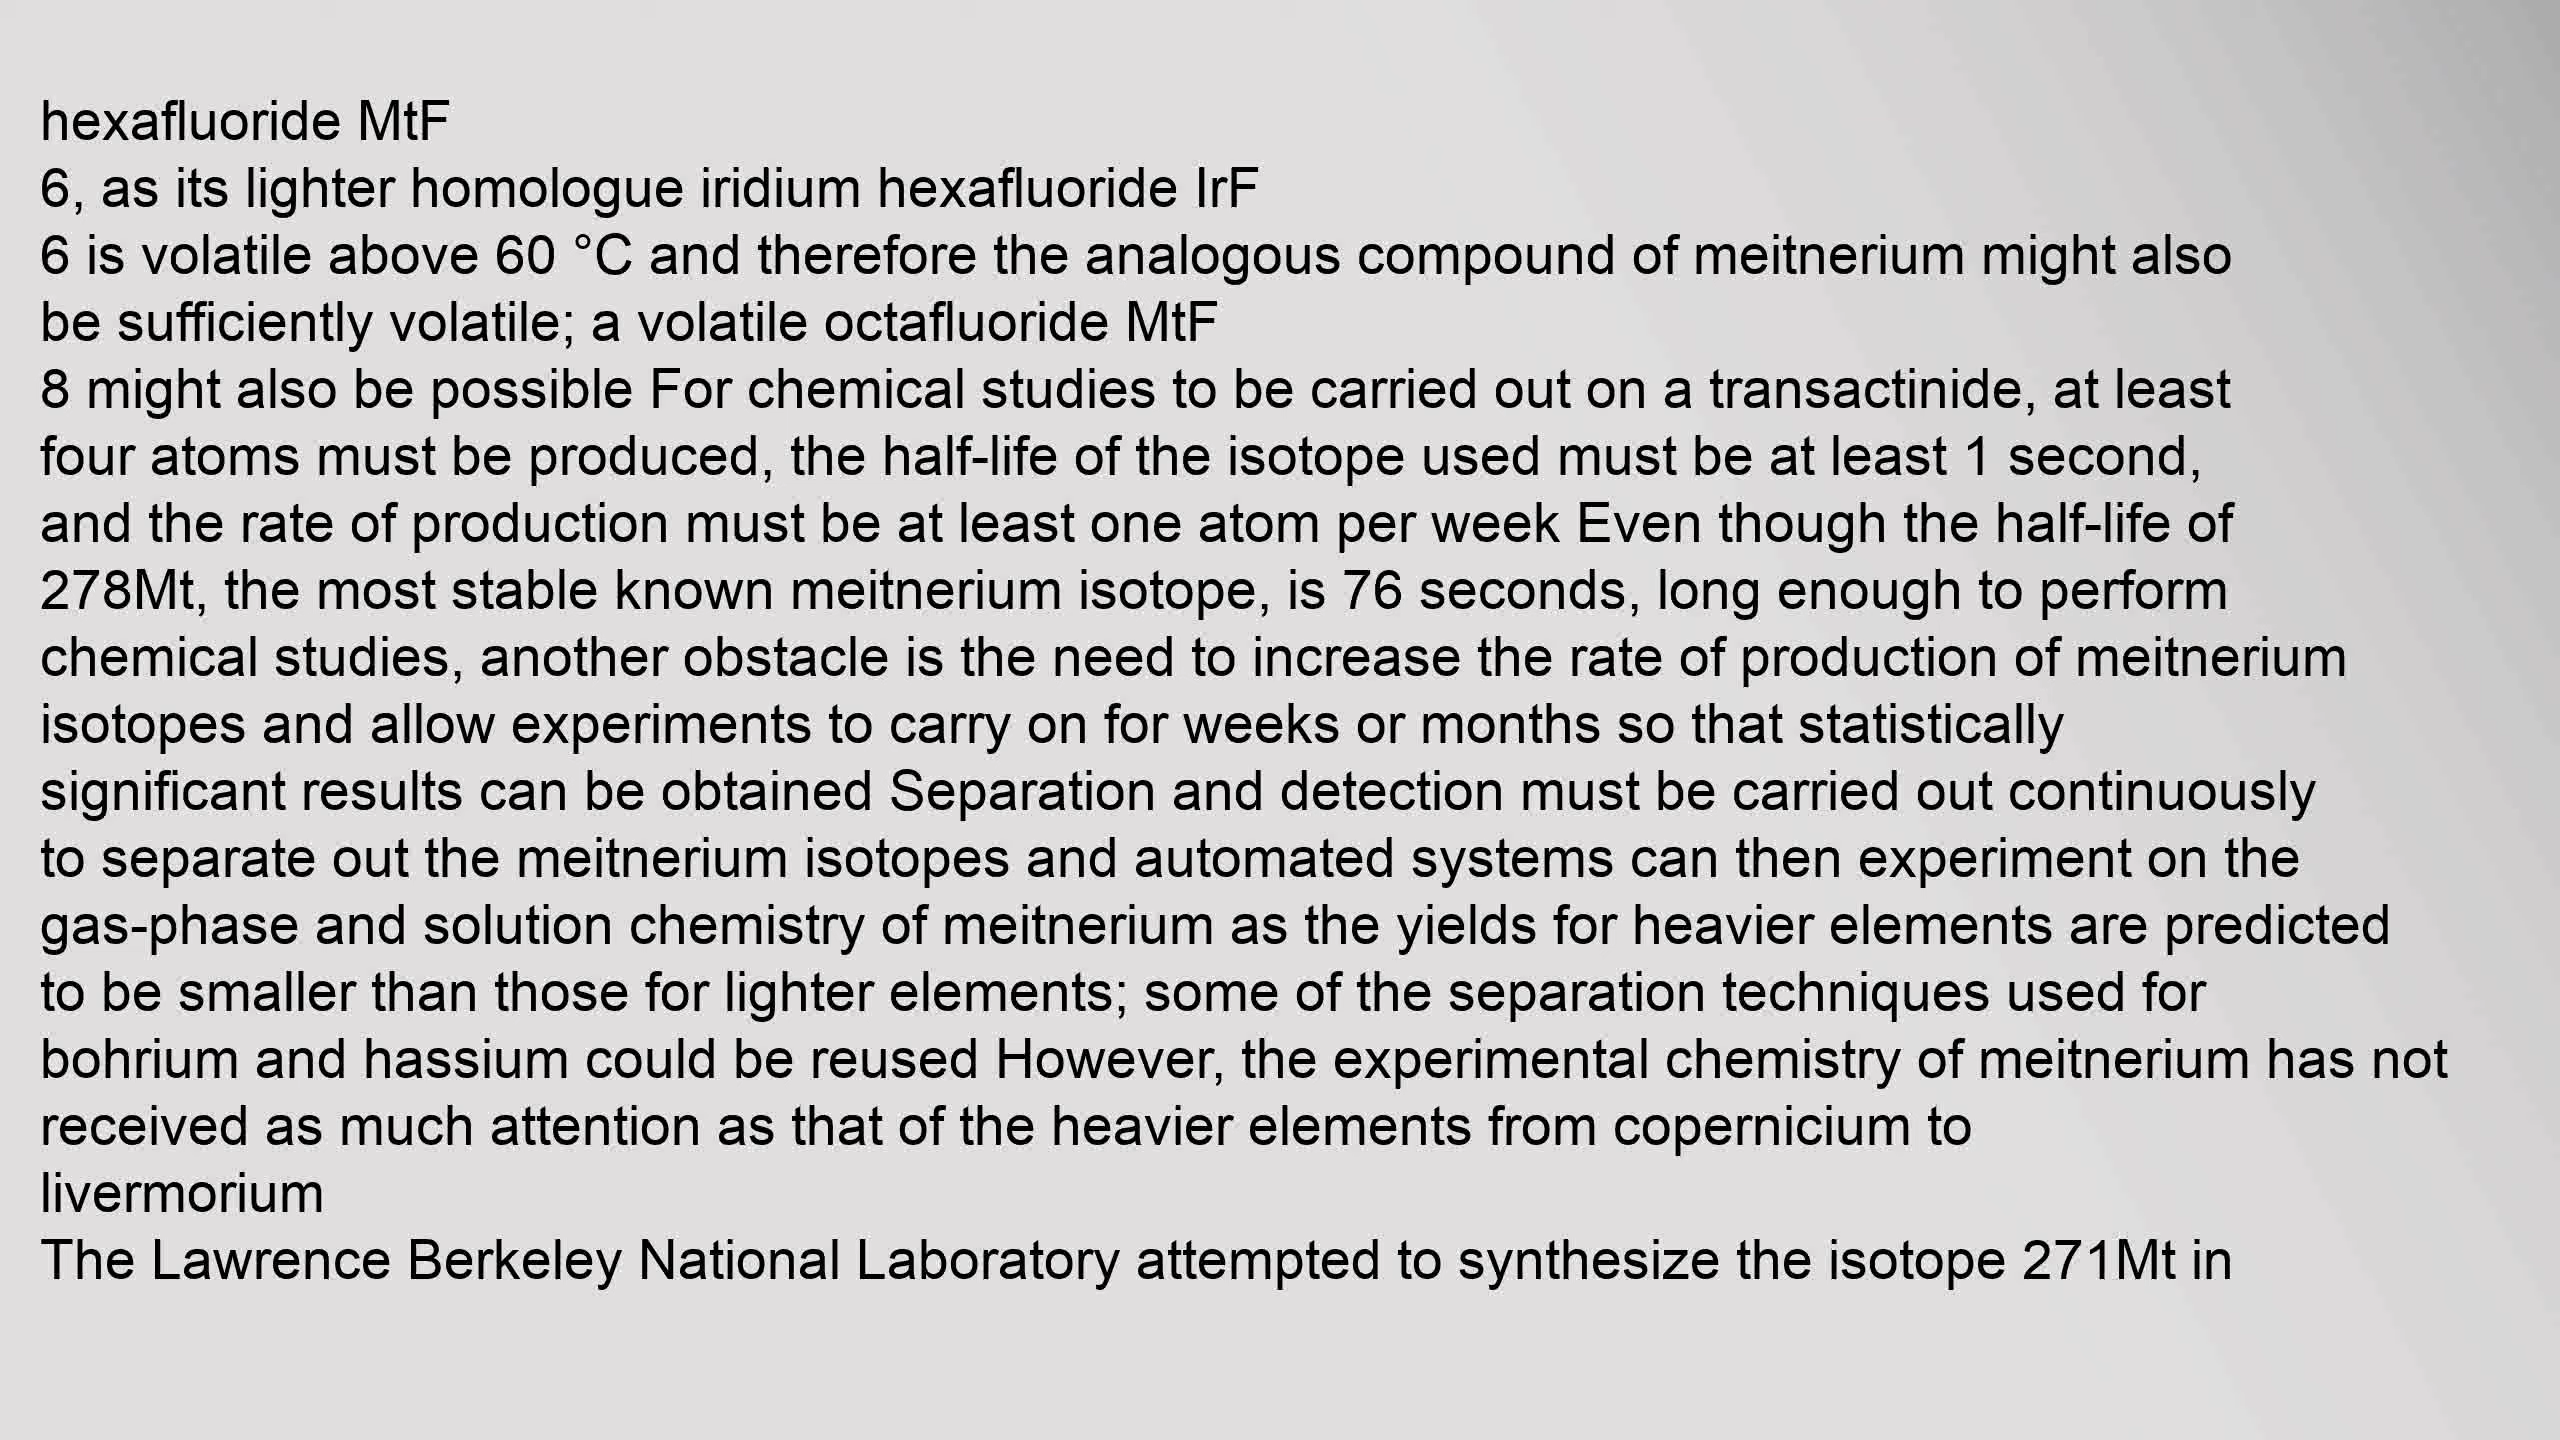 hexafluoride MtF
6, as its lighter homologue iridium hexafluoride IrF
6 is volatile above 60 °C and therefore the analogous compound of meitnerium might also
be sufficiently volatile; a volatile octafluoride MtF
8 might also be possible For chemical studies to be carried out on a transactinide, at least
four atoms must be produced, the half-life of the isotope used must be at least 1 second,
and the rate of production must be at least one atom per week Even though the half-life of
278Mt, the most stable known meitnerium isotope, is 76 seconds, long enough to perform
chemical studies, another obstacle is the need to increase the rate of production of meitnerium
isotopes and allow experiments to carry on for weeks or months so that statistically
significant results can be obtained Separation and detection must be carried out continuously
to separate out the meitnerium isotopes and automated systems can then experiment on the
gas-phase and solution chemistry of meitnerium as the yields for heavier elements are predicted
to be smaller than those for lighter elements; some of the separation techniques used for
bohrium and hassium could be reused However, the experimental chemistry of meitnerium has not
received as much attention as that of the heavier elements from copernicium to
livermorium
The Lawrence Berkeley National Laboratory attempted to synthesize the isotope 271Mt in